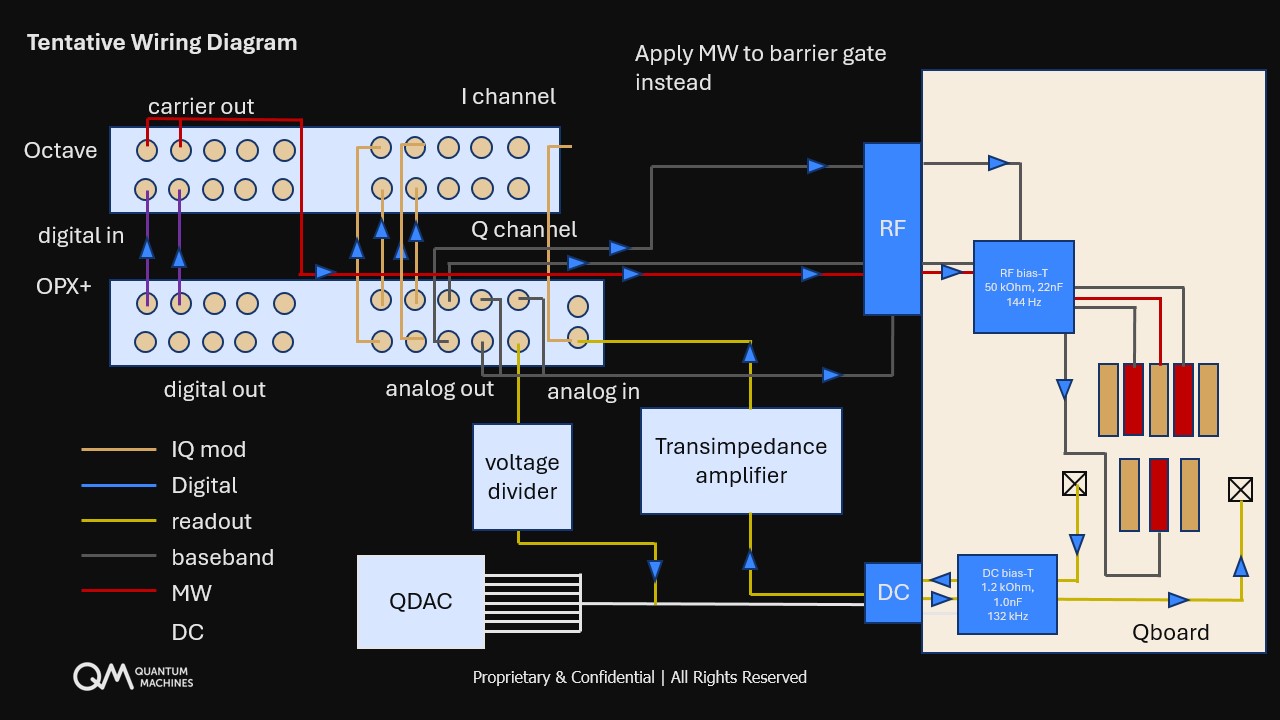 Tentative Wiring Diagram
Apply MW to barrier gate
instead
I channel
carrier out
Octave
Q channel
RF
digital in
OPX+
RF bias-T
50 kOhm, 22nF
144 Hz
digital out
analog out
analog in
IQ mod
Digital
readout
baseband
MW
DC
voltage
divider
Transimpedance
amplifier
QDAC
DC
DC bias-T
1.2 kOhm,
1.0nF
132 kHz
Qboard
QM QUANTUM
MACHINES
Proprietary & Confidential | All Rights Reserved